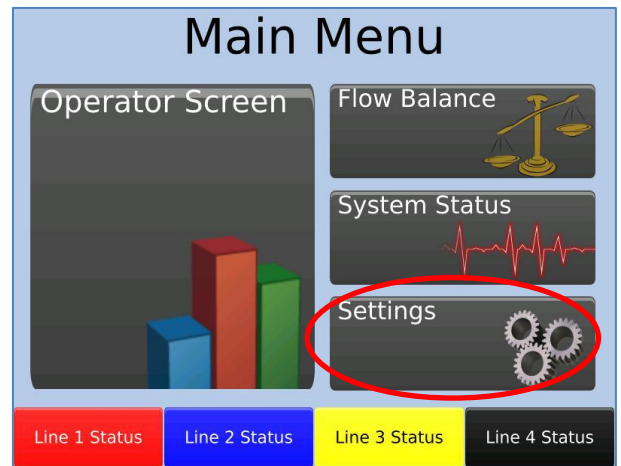 Main Menu
Operator Screen
Flow Balance
System Status
Settings
Line 1 Status
Line 2 Status
Line 3 Status
Line 4 Status